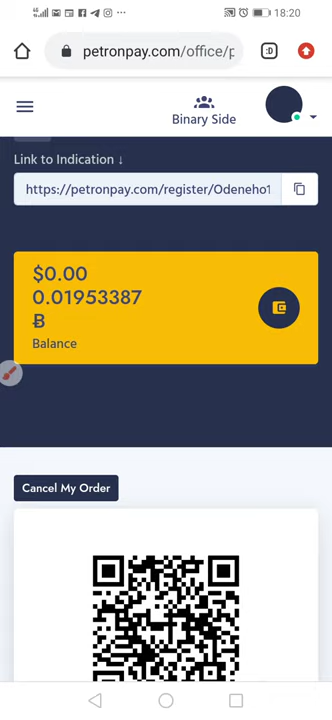 18:20
petronpay.com/office/p
:D
Binary Side
Link to Indication ↓
https://petronpay.com/register/Odeneho1
$0.00
0.01953387
Ƀ
Balance
Cancel My Order